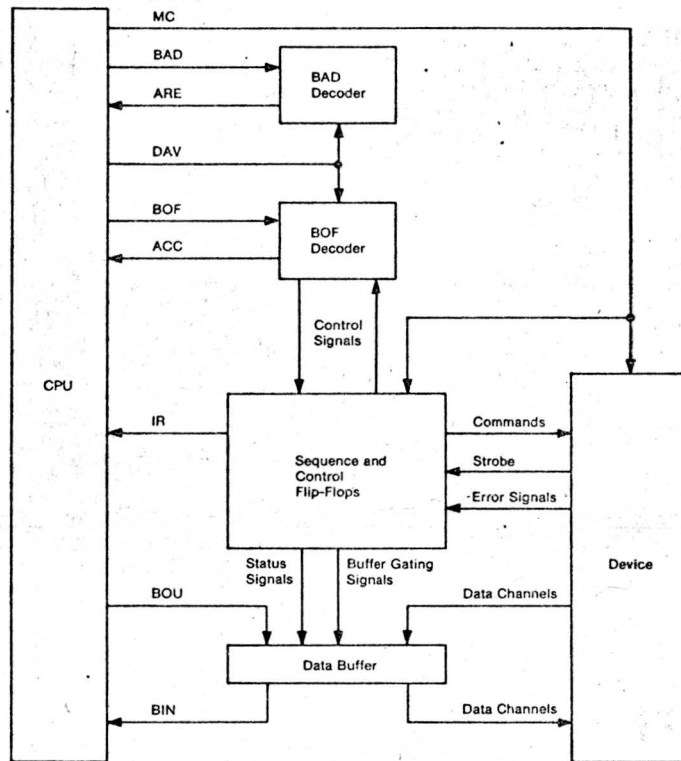 MC
BAD
BAD
Decoder
ARE
DAV
BOF
BOF
Decoder
ACC
Control
Signals
CPU
IR
Commands
Sequence and
Control
Flip-Flops
Strobe
Error Signals
Status
Signals
Buffer Gating
Signals
Device
BOU
Data Channels
Data Buffer
BIN
Data Channels